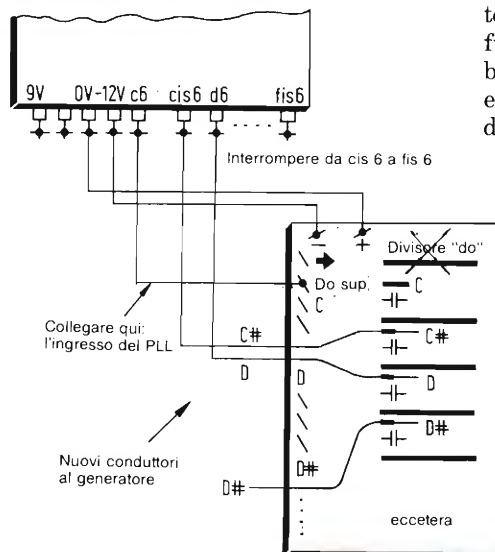 9V 0V -12V c6 cis6 d6 fis6
Interrompere da cis 6 a fis 6
− +
Divisore "do"
Do sup.
C
C
Collegare qui:
l'ingresso del PLL
C#
C#
D
D
D
Nuovi conduttori
al generatore
D#
D#
D#
eccetera